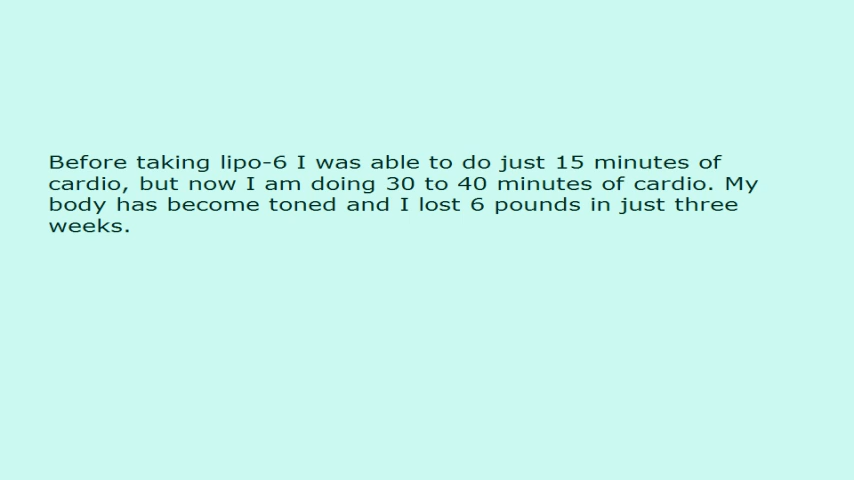 Before taking lipo-6 I was able to do just 15 minutes of
cardio, but now I am doing 30 to 40 minutes of cardio. My
body has become toned and I lost 6 pounds in just three
weeks.